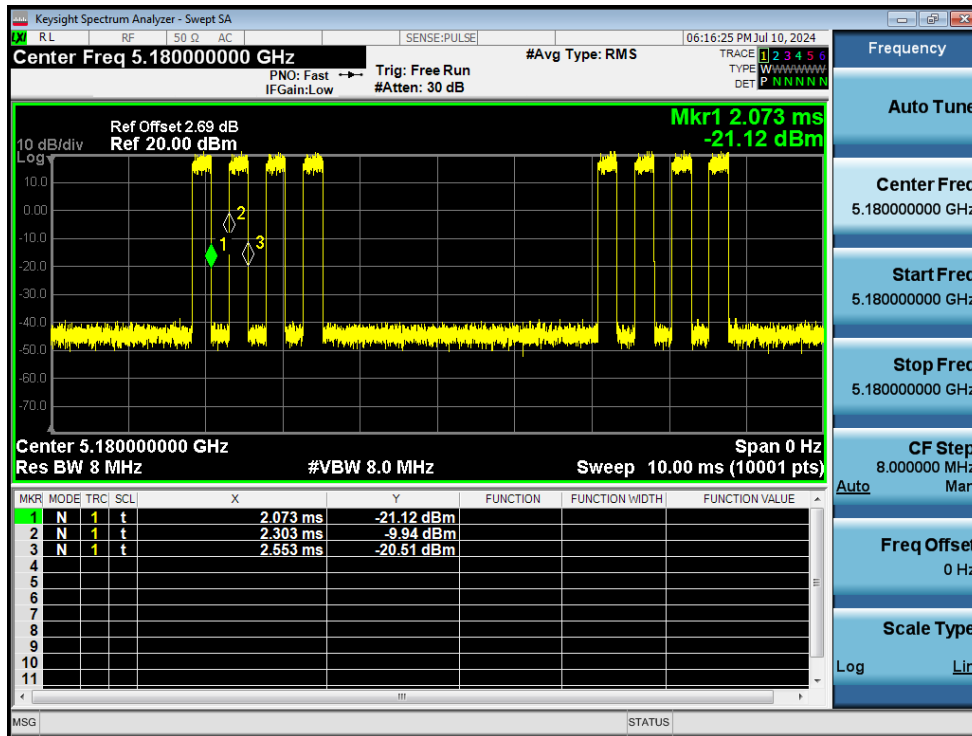 Keysight Spectrum Analyzer - Swept SA
LXI RL RF 50 Ω AC SENSE:PULSE 06:16:25 PM Jul 10, 2024
Center Freq 5.180000000 GHz
PNO: Fast
IFGain:Low
Trig: Free Run
#Atten: 30 dB
#Avg Type: RMS
TRACE 1 2 3 4 5 6
TYPE WWWWWW
DET P N N N N N
Mkr1 2.073 ms
-21.12 dBm
Ref Offset 2.69 dB
10 dB/div Ref 20.00 dBm
Log
10.0
0.00
-10.0
-20.0
-30.0
-40.0
-50.0
-60.0
-70.0
1
2
3
Center 5.180000000 GHz Span 0 Hz
Res BW 8 MHz #VBW 8.0 MHz Sweep 10.00 ms (10001 pts)
MKR MODE TRC SCL X Y FUNCTION FUNCTION WIDTH FUNCTION VALUE
1 N 1 t 2.073 ms -21.12 dBm
2 N 1 t 2.303 ms -9.94 dBm
3 N 1 t 2.553 ms -20.51 dBm
4
5
6
7
8
9
10
11
MSG STATUS
Frequency
Auto Tune
Center Freq
5.180000000 GHz
Start Freq
5.180000000 GHz
Stop Freq
5.180000000 GHz
CF Step
8.000000 MHz
Auto Man
Freq Offset
0 Hz
Scale Type
Log Lin